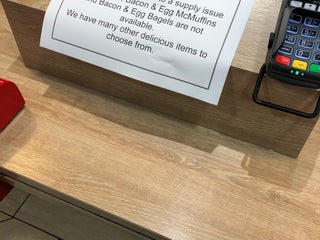 a supply issue
Bacon & Egg McMuffins
Bacon & Egg Bagels are not
available.
We have many other delicious items to
choose from.